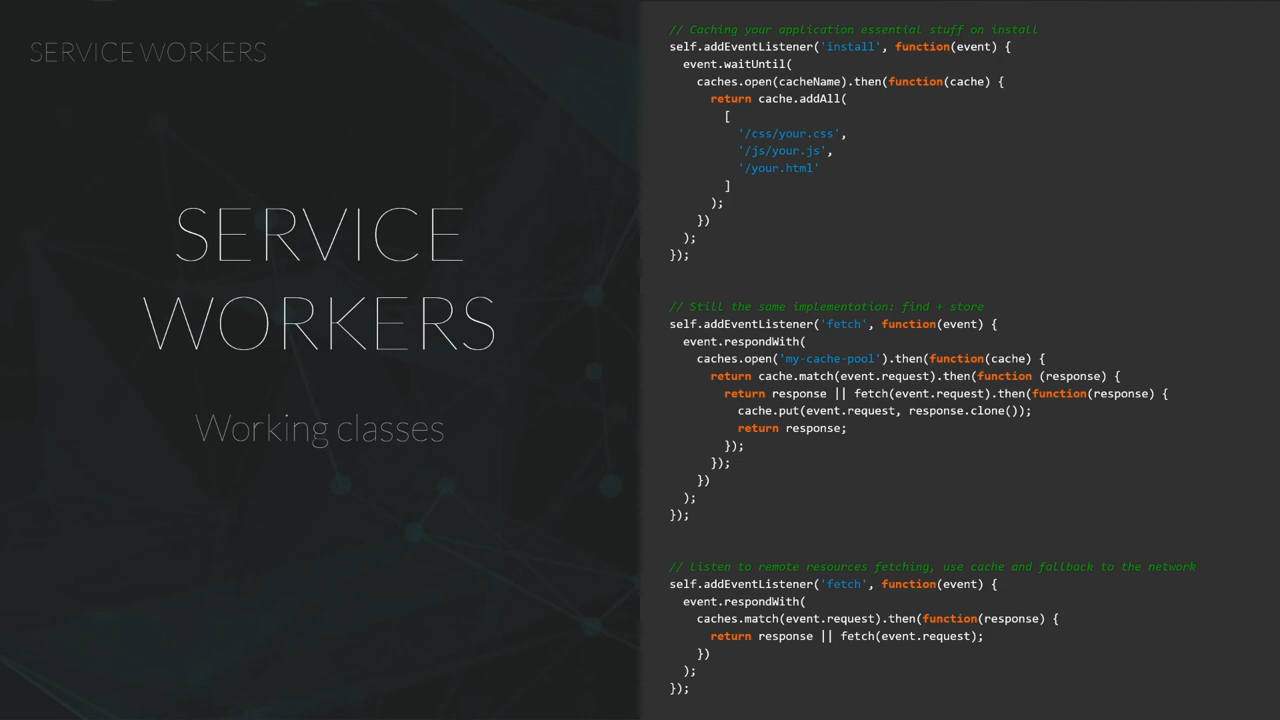 SERVICE WORKERS
SERVICE
WORKERS
Working classes
// Caching your application essential stuff on install
self.addEventListener('install', function(event) {
  event.waitUntil(
    caches.open(cacheName).then(function(cache) {
      return cache.addAll(
        [
          '/css/your.css',
          '/js/your.js',
          '/your.html'
        ]
      );
    })
  );
});
// Still the same implementation: find + store
self.addEventListener('fetch', function(event) {
  event.respondWith(
    caches.open('my-cache-pool').then(function(cache) {
      return cache.match(event.request).then(function (response) {
        return response || fetch(event.request).then(function(response) {
          cache.put(event.request, response.clone());
          return response;
        });
      });
    })
  );
});
// Listen to remote resources fetching, use cache and fallback to the network
self.addEventListener('fetch', function(event) {
  event.respondWith(
    caches.match(event.request).then(function(response) {
      return response || fetch(event.request);
    })
  );
});